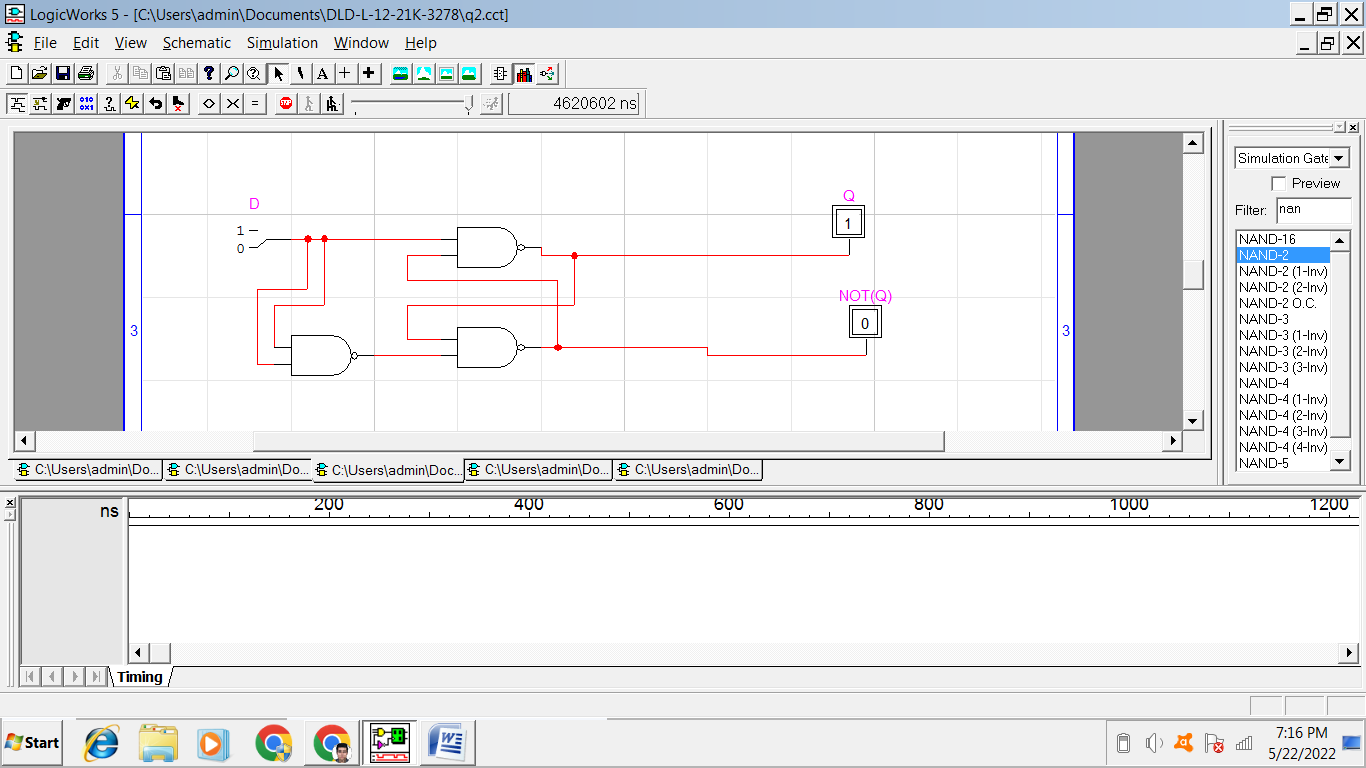 LogicWorks 5 - [C:\Users\admin\Documents\DLD-L-12-21K-3278\q2.cct]
File Edit View Schematic Simulation Window Help
A
010
0X1
STOP
4620602 ns
D
1
0
Q
1
NOT(Q)
0
3
3
Simulation Gate
Preview
Filter: nan
NAND-16
NAND-2
NAND-2 (1-Inv)
NAND-2 (2-Inv)
NAND-2 O.C.
NAND-3
NAND-3 (1-Inv)
NAND-3 (2-Inv)
NAND-3 (3-Inv)
NAND-4
NAND-4 (1-Inv)
NAND-4 (2-Inv)
NAND-4 (3-Inv)
NAND-4 (4-Inv)
NAND-5
C:\Users\admin\Do... C:\Users\admin\Do... C:\Users\admin\Doc... C:\Users\admin\Do... C:\Users\admin\Do...
ns 200 400 600 800 1000 1200
Timing
Start
7:16 PM
5/22/2022